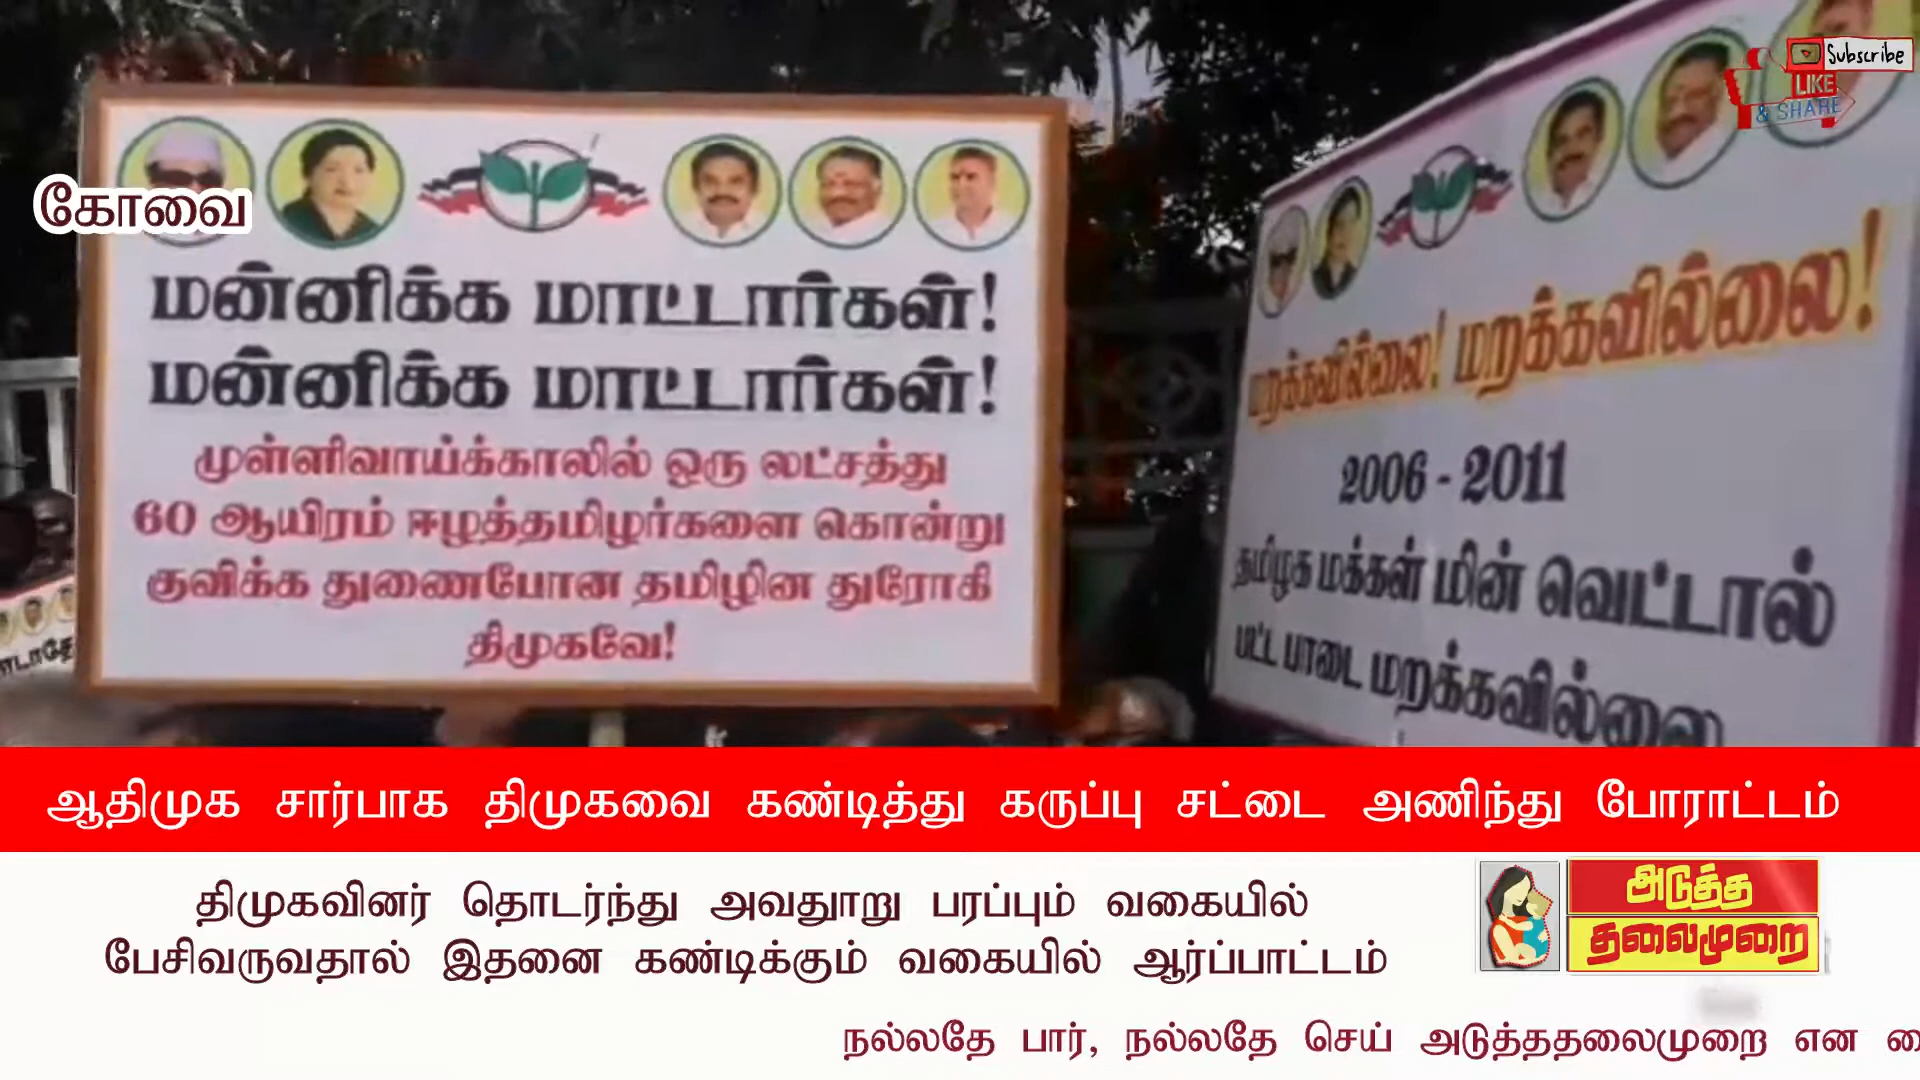 Subscribe
LIKE
& SHARE
கோவை
மன்னிக்க மாட்டார்கள்!
மன்னிக்க மாட்டார்கள்!
முள்ளிவாய்க்காலில் ஒரு லட்சத்து
60 ஆயிரம் ஈழத்தமிழர்களை கொன்று
குவிக்க துணைபோன தமிழின துரோகி
திமுகவே!
மறக்கவில்லை! மறக்கவில்லை!
2006 - 2011
தமிழக மக்கள் மின் வெட்டால்
பட்ட பாடை மறக்கவில்லை
ஆதிமுக சார்பாக திமுகவை கண்டித்து கருப்பு சட்டை அணிந்து போராட்டம்
திமுகவினர் தொடர்ந்து அவதுாறு பரப்பும் வகையில்
பேசிவருவதால் இதனை கண்டிக்கும் வகையில் ஆர்ப்பாட்டம்
அடுத்த
தலைமுறை
நல்லதே பார், நல்லதே செய் அடுத்ததலைமுறை என